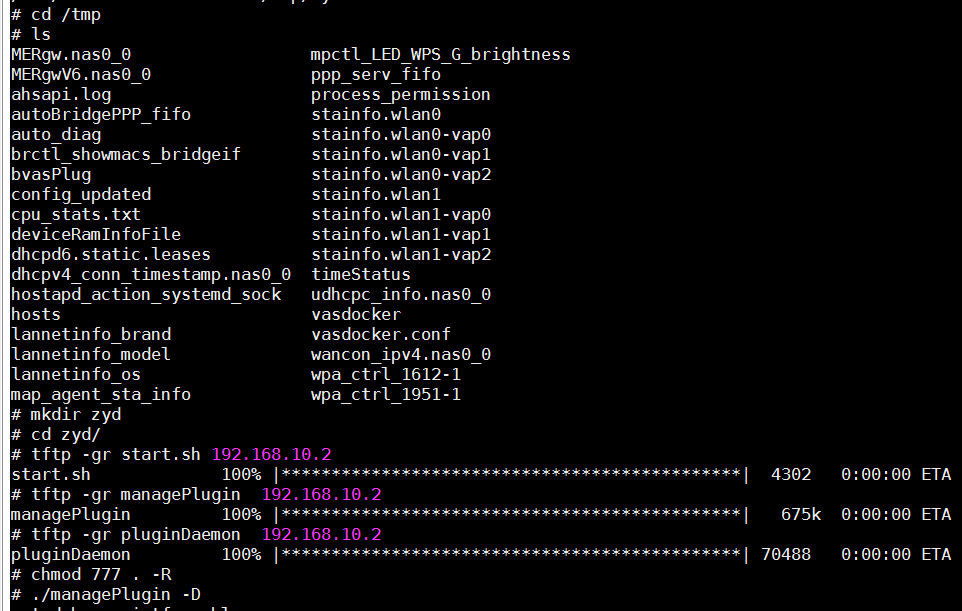 # cd /tmp
# ls
MERgw.nas0_0 mpctl_LED_WPS_G_brightness
MERgwV6.nas0_0 ppp_serv_fifo
ahsapi.log process_permission
autoBridgePPP_fifo stainfo.wlan0
auto_diag stainfo.wlan0-vap0
brctl_showmacs_bridgeif stainfo.wlan0-vap1
bvasPlug stainfo.wlan0-vap2
config_updated stainfo.wlan1
cpu_stats.txt stainfo.wlan1-vap0
deviceRamInfoFile stainfo.wlan1-vap1
dhcpd6.static.leases stainfo.wlan1-vap2
dhcpv4_conn_timestamp.nas0_0 timeStatus
hostapd_action_systemd_sock udhcpc_info.nas0_0
hosts vasdocker
lannetinfo_brand vasdocker.conf
lannetinfo_model wancon_ipv4.nas0_0
lannetinfo_os wpa_ctrl_1612-1
map_agent_sta_info wpa_ctrl_1951-1
# mkdir zyd
# cd zyd/
# tftp -gr start.sh 192.168.10.2
start.sh 100% |**********************************************| 4302 0:00:00 ETA
# tftp -gr managePlugin 192.168.10.2
managePlugin 100% |**********************************************| 675k 0:00:00 ETA
# tftp -gr pluginDaemon 192.168.10.2
pluginDaemon 100% |**********************************************| 70488 0:00:00 ETA
# chmod 777 . -R
# ./managePlugin -D